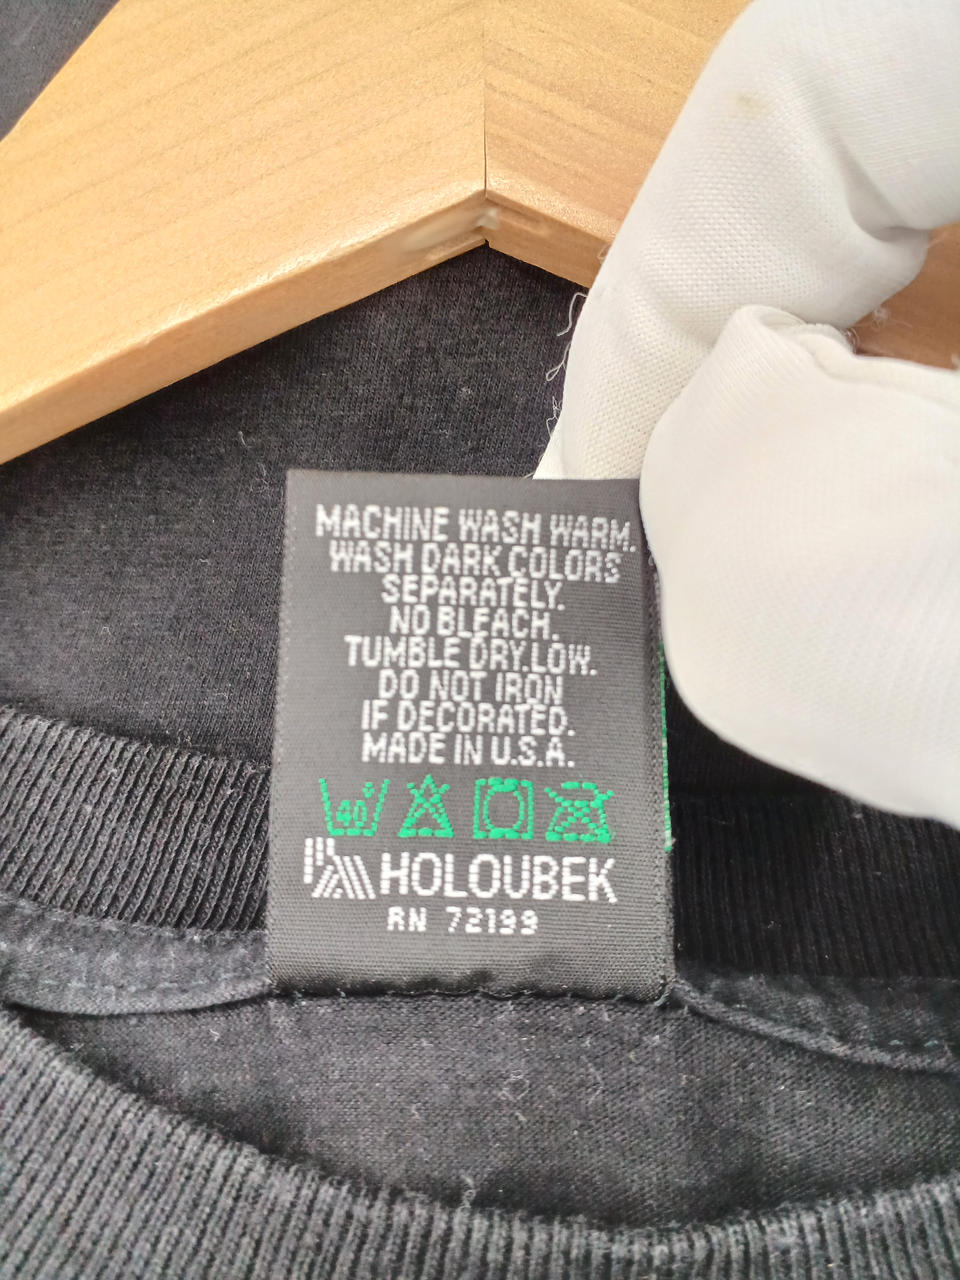 MACHINE WASH WARM.
WASH DARK COLORS
SEPARATELY.
NO BLEACH.
TUMBLE DRY.LOW.
DO NOT IRON
IF DECORATED.
MADE IN U.S.A.
40°
HOLOUBEK
RN 72199